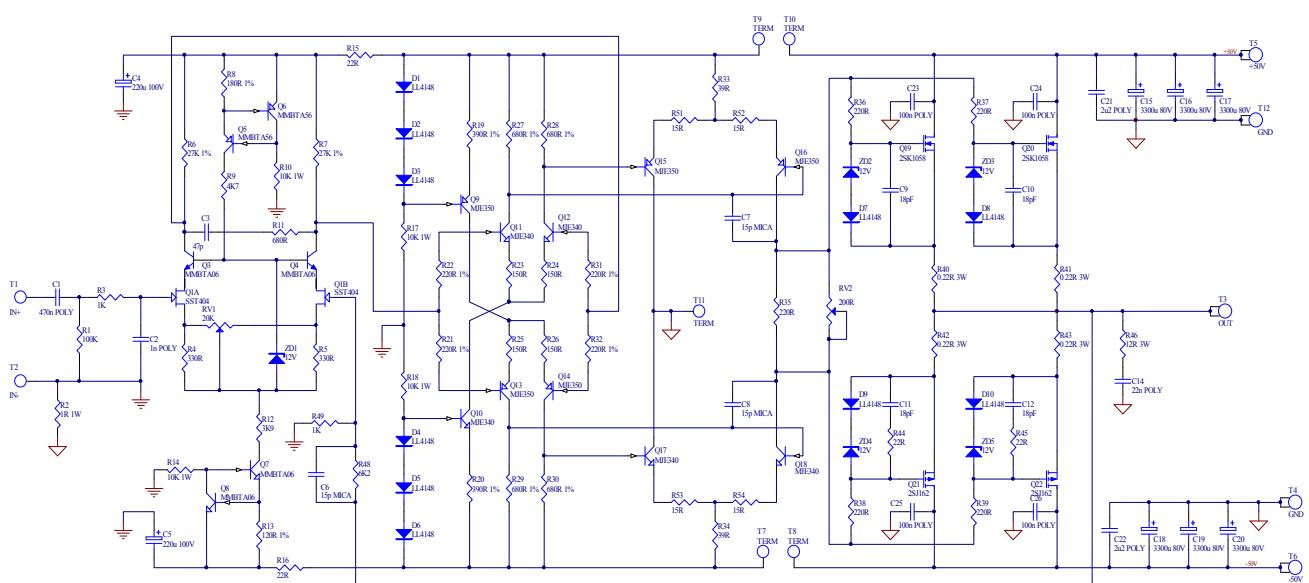 T9
TERM
T10
TERM
R15
22R
C4
220u 100V
R8
180R 1%
Q6
MMBTA56
Q5
MMBTA56
R6
27K 1%
R7
27K 1%
R9
4K7
R10
10K 1W
C3
47p
R11
680R
Q3
MMBTA06
Q4
MMBTA06
D1
LL4148
D2
LL4148
D3
LL4148
R19
390R 1%
R27
680R 1%
R28
680R 1%
R33
39R
R51
15R
R52
15R
Q15
MJE350
Q16
MJE350
Q9
MJE350
R17
10K 1W
Q11
MJE340
Q12
MJE340
C7
15p MICA
R22
220R 1%
R23
150R
R24
150R
R31
220R 1%
R36
220R
C23
100n POLY
R37
220R
C24
100n POLY
Q19
2SK1058
Q20
2SK1058
ZD2
12V
ZD3
12V
C9
18pF
C10
18pF
D7
LL4148
D8
LL4148
C21
2u2 POLY
C15
3300u 80V
C16
3300u 80V
C17
3300u 80V
+50V
T5
+50V
T12
GND
T1
IN+
C1
470n POLY
R3
1K
R1
100K
C2
1n POLY
Q1A
SST404
Q1B
SST404
RV1
20K
R4
330R
ZD1
12V
R5
330R
T2
IN-
R2
1R 1W
T11
TERM
R35
220R
RV2
200R
R40
0.22R 3W
R41
0.22R 3W
T3
OUT
R42
0.22R 3W
R43
0.22R 3W
R46
12R 3W
C14
22n POLY
R21
220R 1%
R25
150R
R26
150R
R32
220R 1%
R18
10K 1W
Q13
MJE350
Q14
MJE350
Q10
MJE340
C8
15p MICA
R12
3K9
R49
1K
R14
10K 1W
Q7
MMBTA06
Q8
MMBTA06
C6
15p MICA
R48
6K2
D4
LL4148
D5
LL4148
D6
LL4148
R20
390R 1%
R29
680R 1%
R30
680R 1%
Q17
MJE340
Q18
MJE340
R53
15R
R54
15R
R34
39R
D9
LL4148
C11
18pF
D10
LL4148
C12
18pF
ZD4
12V
R44
22R
ZD5
12V
R45
22R
Q21
2SJ162
Q22
2SJ162
R38
220R
C25
100n POLY
R39
220R
C26
100n POLY
C5
220u 100V
R13
120R 1%
R16
22R
T7
TERM
T8
TERM
C22
2u2 POLY
C18
3300u 80V
C19
3300u 80V
C20
3300u 80V
T4
GND
-50V
T6
-50V